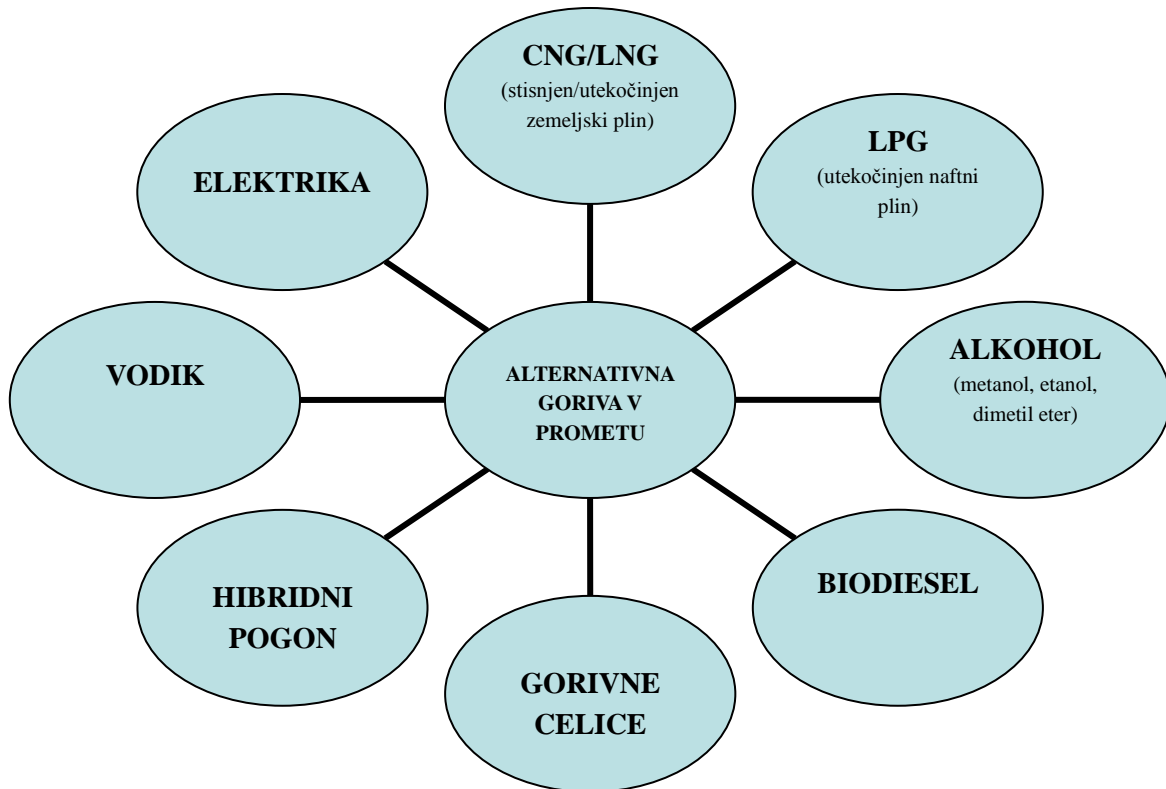 CNG/LNG
(stisnjen/utekočinjen
zemeljski plin)
LPG
(utekočinjen naftni
plin)
ELEKTRIKA
VODIK
ALTERNATIVNA
GORIVA V
PROMETU
ALKOHOL
(metanol, etanol,
dimetil eter)
HIBRIDNI
POGON
BIODIESEL
GORIVNE
CELICE